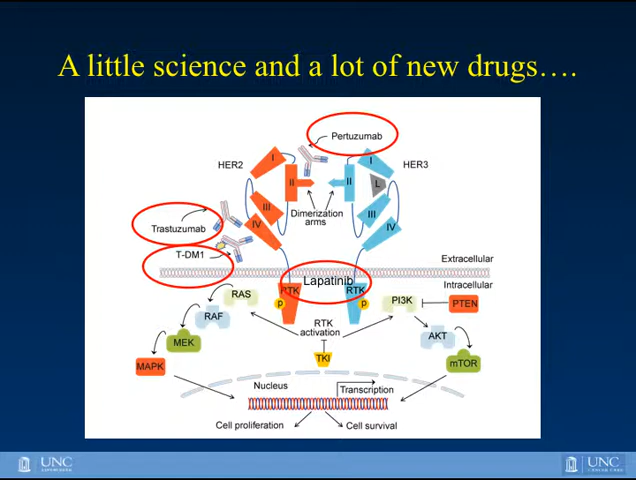 A little science and a lot of new drugs….
Pertuzumab
HER2
I
I
HER3
II
II
L
Dimerization
arms
III
III
IV
IV
Trastuzumab
T-DM1
Extracellular
Intracellular
Lapatinib
RTK
RTK
P
P
RAS
RAF
MEK
MAPK
RTK
activation
TKI
PI3K
PTEN
AKT
mTOR
Nucleus
Transcription
Cell proliferation
Cell survival
UNC
UNC